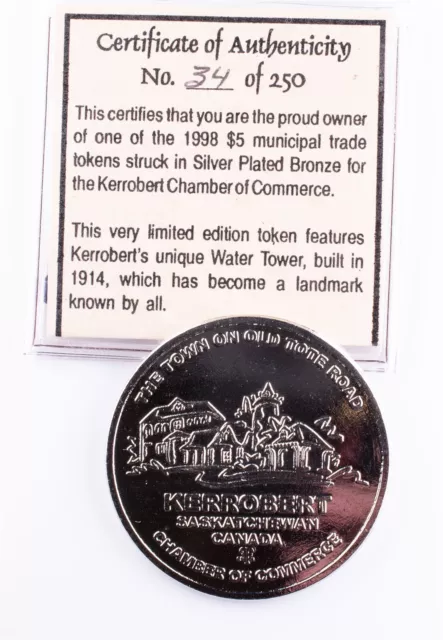 Certificate of Authenticity
No. 34 of 250
This certifies that you are the proud owner
of one of the 1998 $5 municipal trade
tokens struck in Silver Plated Bronze for
the Kerrobert Chamber of Commerce.
This very limited edition token features
Kerrobert's unique Water Tower, built in
1914, which has become a landmark
known by all.
THE TOWN ON OLD TOTE ROAD
KERROBERT
SASKATCHEWAN
CANADA
CHAMBER OF COMMERCE